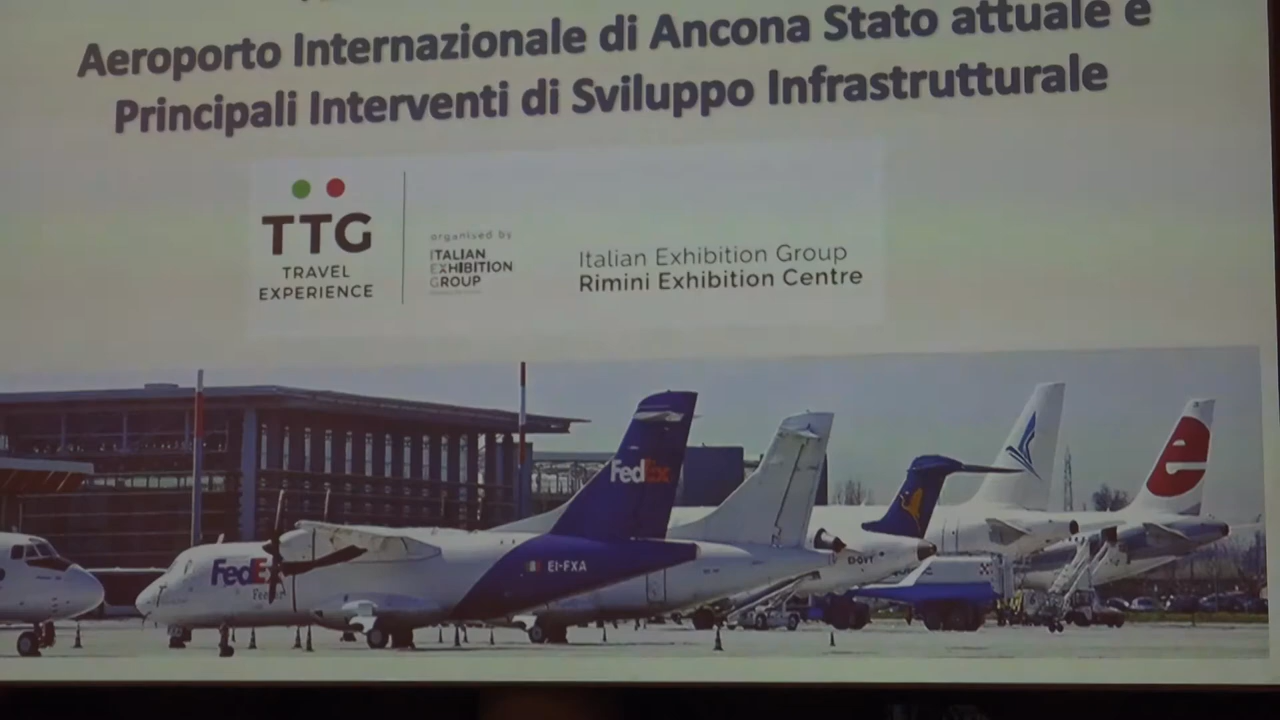 Aeroporto Internazionale di Ancona Stato attuale e
Principali Interventi di Sviluppo Infrastrutturale
TTG
TRAVEL
EXPERIENCE
organised by
ITALIAN
EXHIBITION
GROUP
Italian Exhibition Group
Rimini Exhibition Centre
FedEx
FedEx
EI-FXA